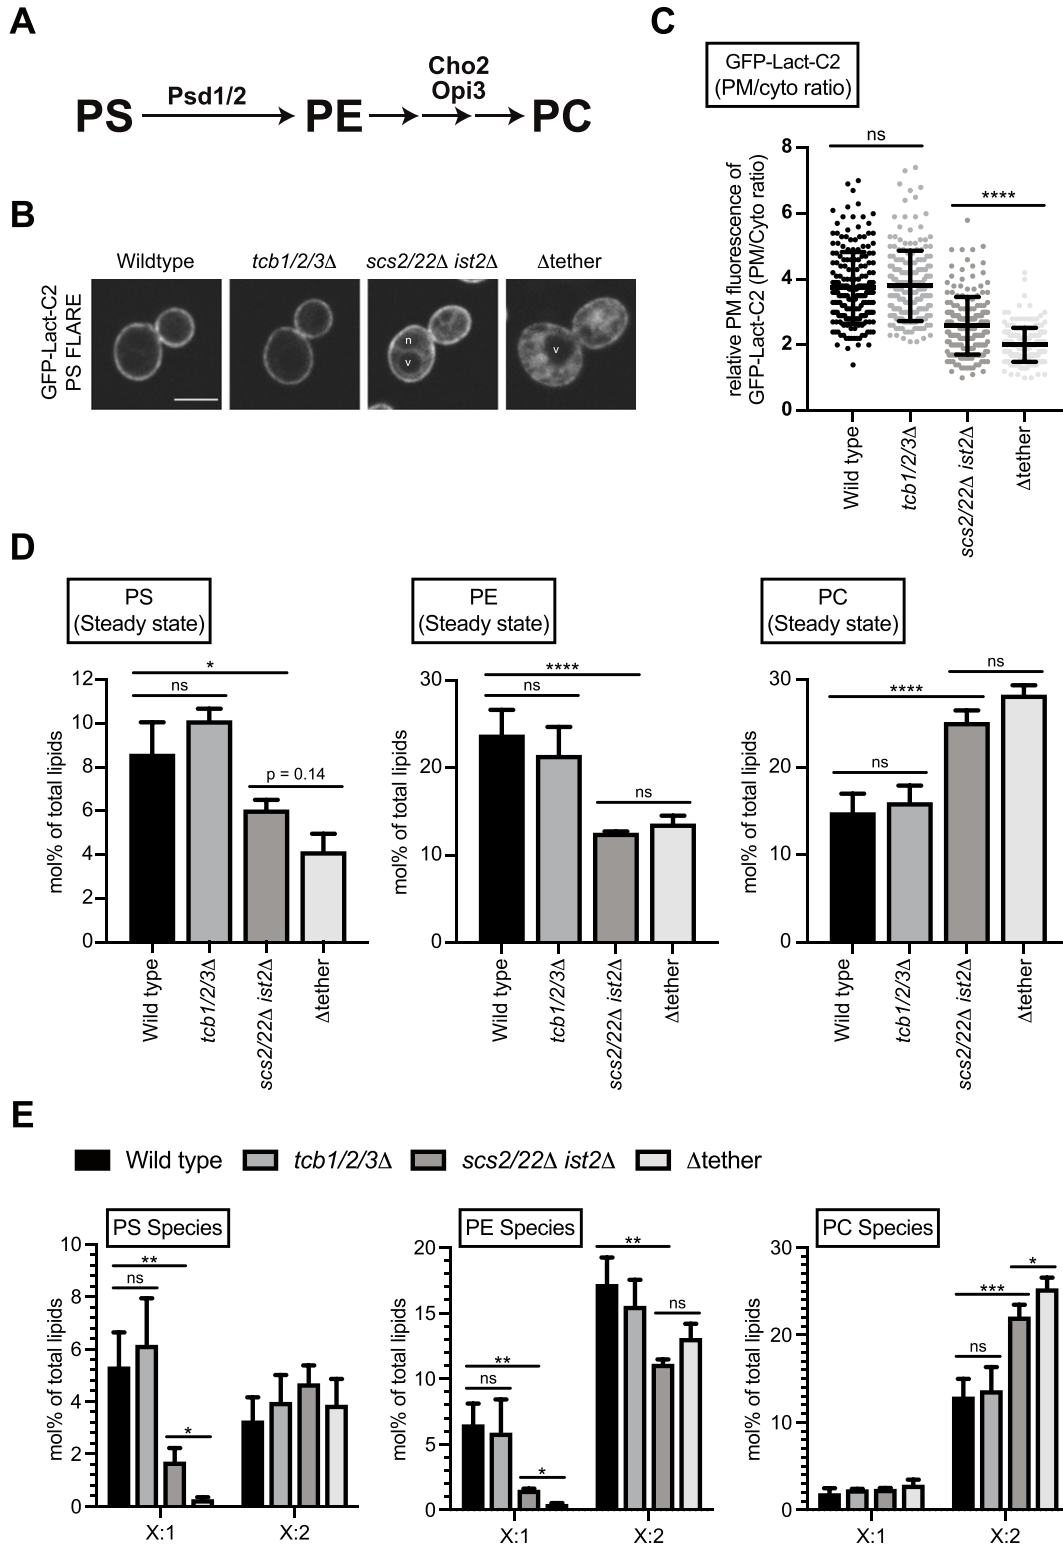 A
PS
Psd1/2
PE
Cho2
Opi3
PC
B
Wildtype
tcb1/2/3Δ
scs2/22Δ ist2Δ
Δtether
GFP-Lact-C2
PS FLARE
n
v
v
C
GFP-Lact-C2
(PM/cyto ratio)
relative PM fluorescence of
GFP-Lact-C2 (PM/Cyto ratio)
8
6
4
2
0
ns
****
Wild type
tcb1/2/3Δ
scs2/22Δ ist2Δ
Δtether
D
PS
(Steady state)
mol% of total lipids
12
10
8
6
4
2
0
*
ns
p = 0.14
Wild type
tcb1/2/3Δ
scs2/22Δ ist2Δ
Δtether
PE
(Steady state)
mol% of total lipids
30
20
10
0
****
ns
ns
Wild type
tcb1/2/3Δ
scs2/22Δ ist2Δ
Δtether
PC
(Steady state)
mol% of total lipids
30
20
10
0
ns
****
ns
Wild type
tcb1/2/3Δ
scs2/22Δ ist2Δ
Δtether
E
Wild type
tcb1/2/3Δ
scs2/22Δ ist2Δ
Δtether
PS Species
mol% of total lipids
10
8
6
4
2
0
**
ns
*
X:1
X:2
PE Species
mol% of total lipids
20
15
10
5
0
**
ns
*
**
ns
X:1
X:2
PC Species
mol% of total lipids
30
20
10
0
*
***
ns
X:1
X:2